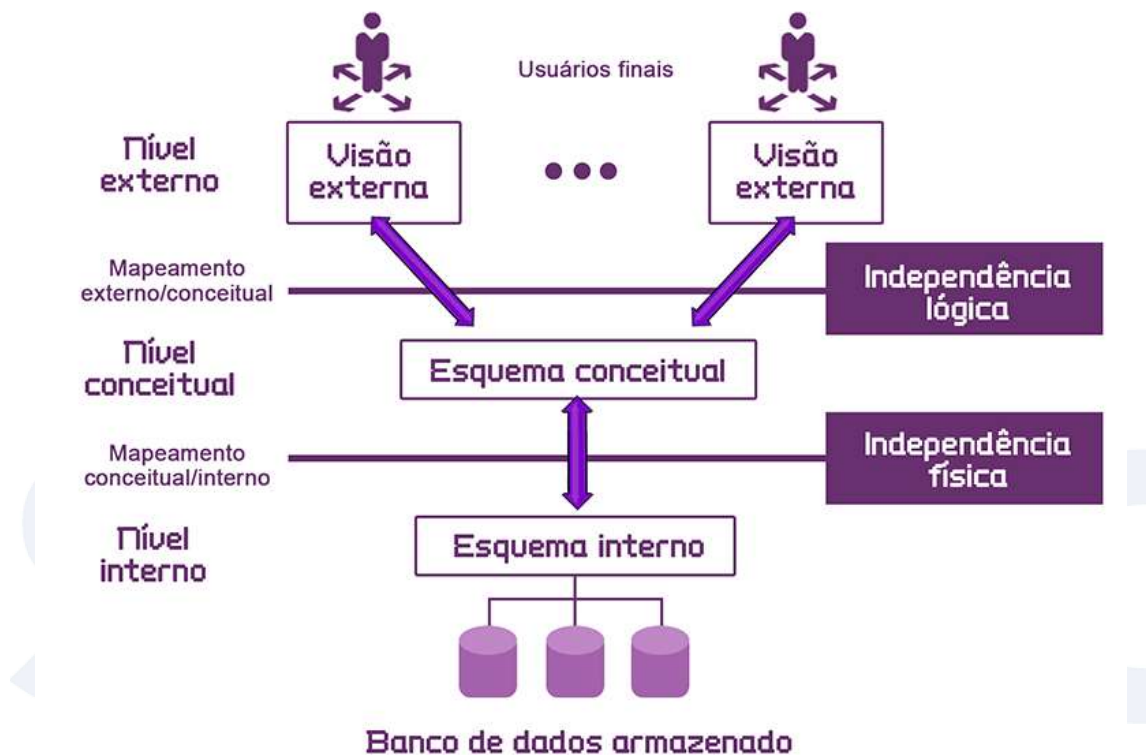 Usuários finais
Nível
externo
Visão
externa
Visão
externa
Mapeamento
externo/conceitual
Independência
lógica
Nível
conceitual
Esquema conceitual
Mapeamento
conceitual/interno
Independência
física
Nível
interno
Esquema interno
Banco de dados armazenado